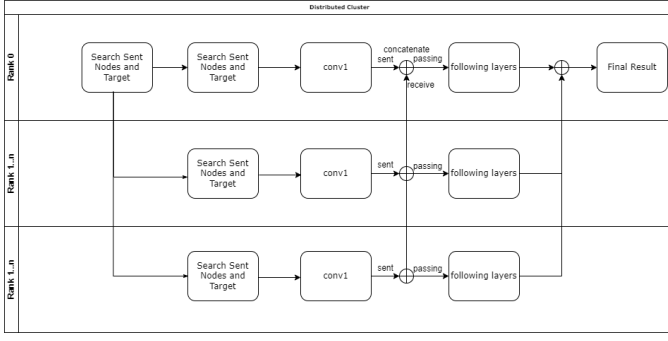 Distributed Cluster
Rank 0
Search Sent
Nodes and
Target
Search Sent
Nodes and
Target
conv1
concatenate
sent
passing
receive
following layers
Final Result
Rank 1...n
Search Sent
Nodes and
Target
conv1
sent
passing
following layers
Rank 1...n
Search Sent
Nodes and
Target
conv1
sent
passing
following layers